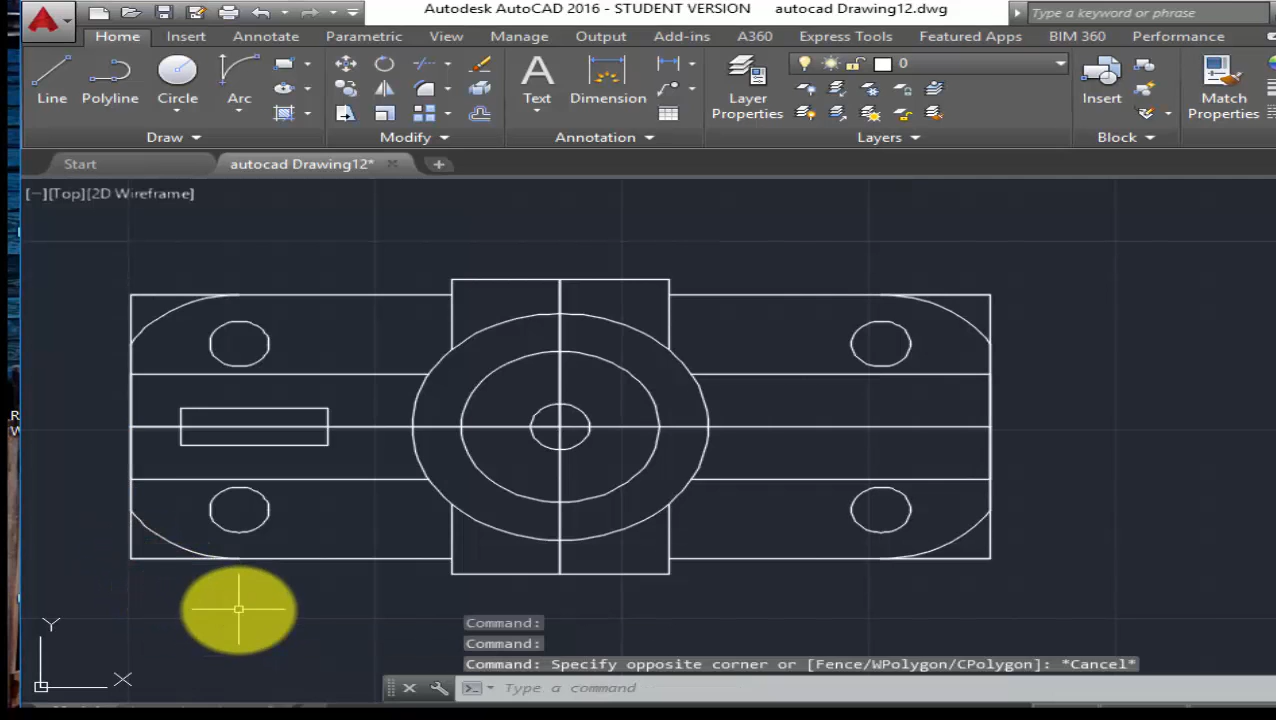 Autodesk AutoCAD 2016 - STUDENT VERSION autocad Drawing12.dwg
Type a keyword or phrase
Home Insert Annotate Parametric View Manage Output Add-ins A360 Express Tools Featured Apps BIM 360 Performance
0
Line Polyline Circle Arc Text Dimension Layer Properties Insert Match Properties
Draw Modify Annotation Layers Block
Start autocad Drawing12*
[−][Top][2D Wireframe]
R
W
Y
X
Command:
Command:
Command: Specify opposite corner or [Fence/WPolygon/CPolygon]: *Cancel*
Type a command